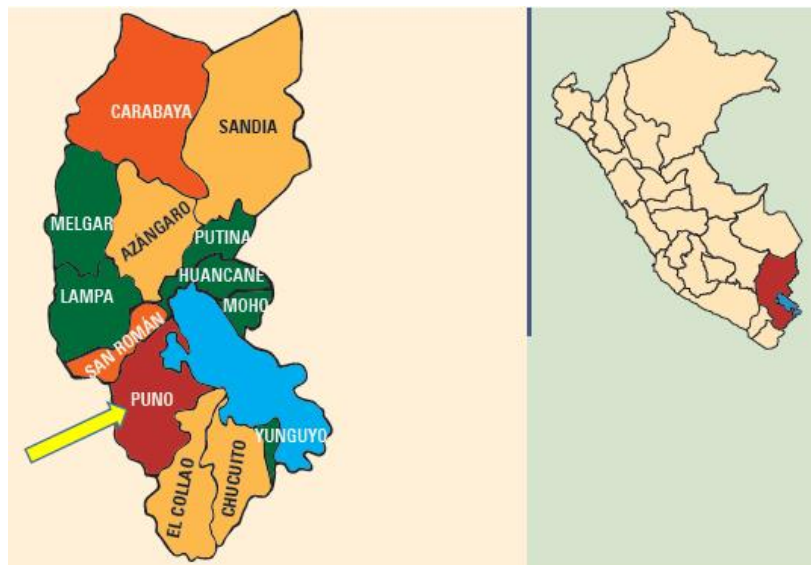 CARABAYA
SANDIA
MELGAR
AZÁNGARO
PUTINA
HUANCANE
LAMPA
MOHO
SAN ROMÁN
PUNO
YUNGUYO
EL COLLAO
CHUCUITO